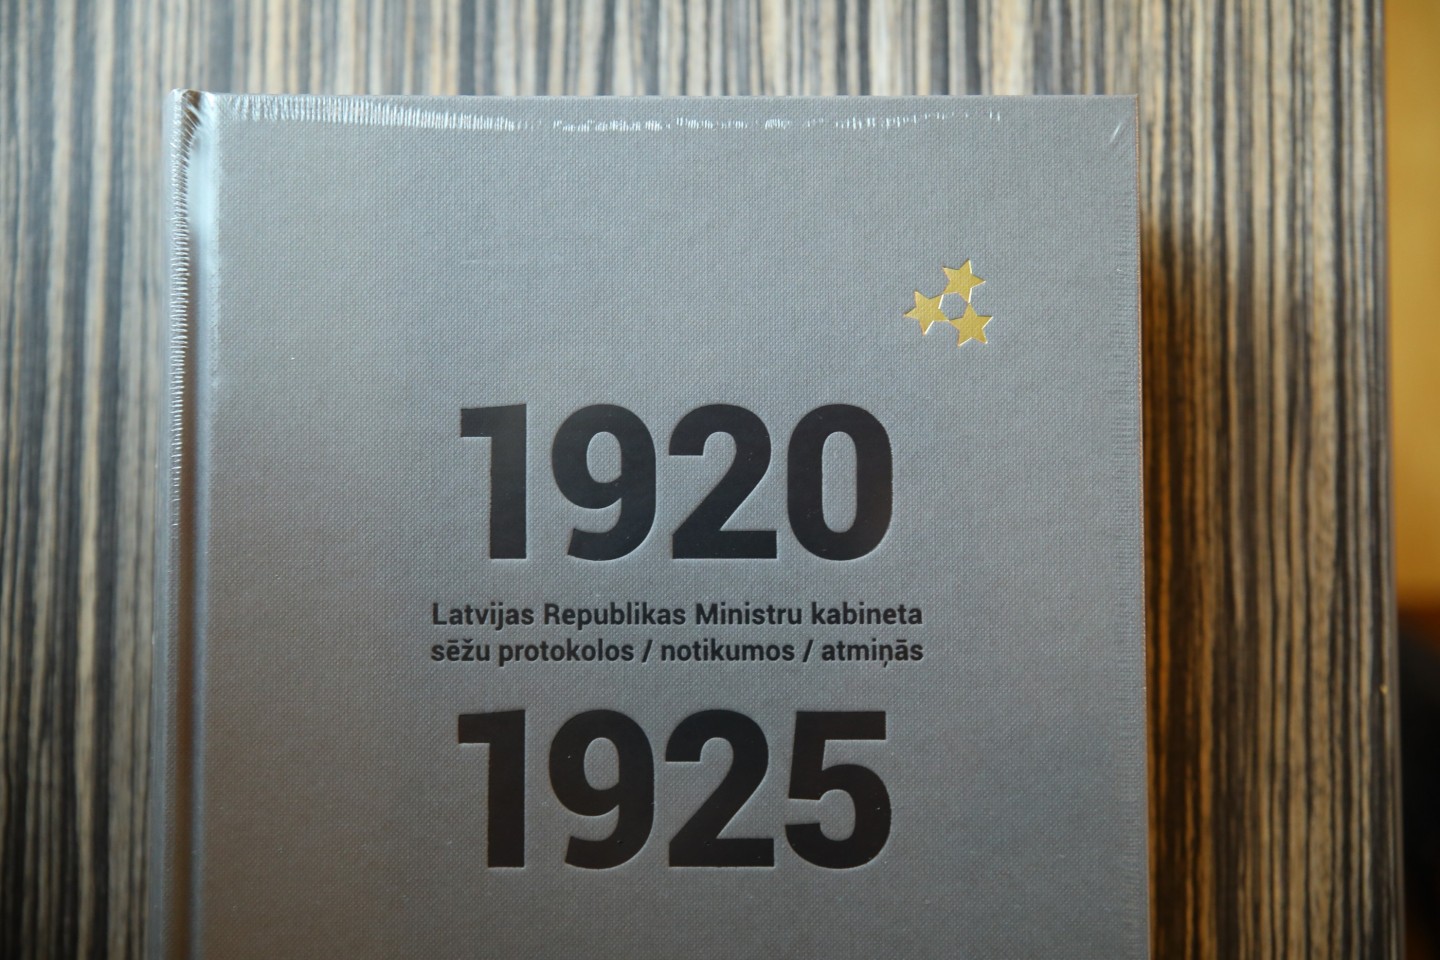 1920
Latvijas Republikas Ministru kabineta
sēžu protokolos / notikumos / atmiņās
1925